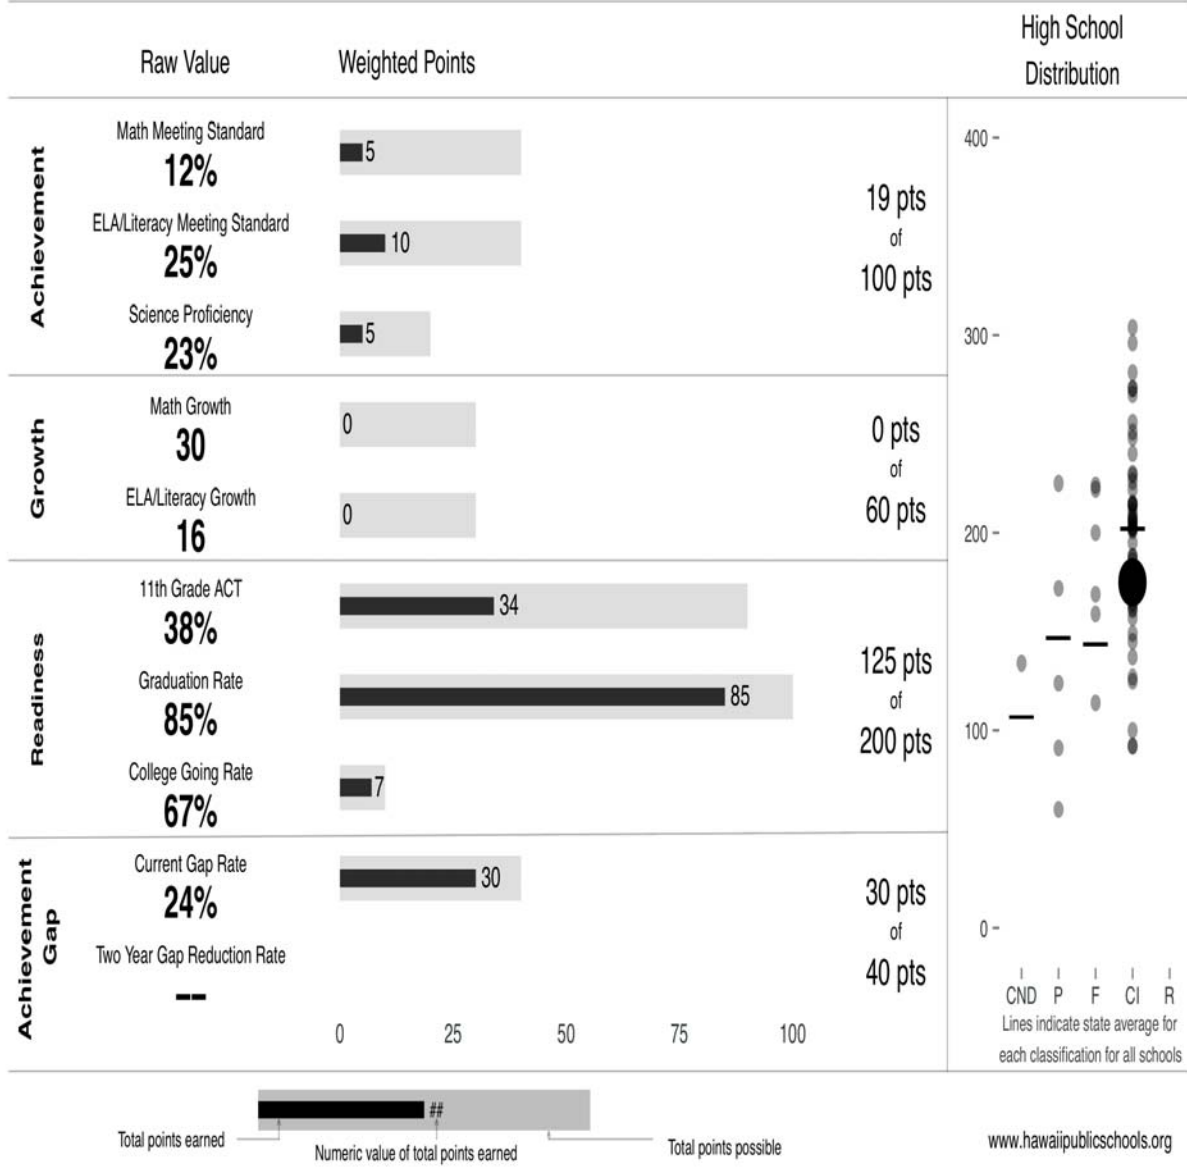 Raw Value
Weighted Points
High School
Distribution
Achievement
Math Meeting Standard
12%
5
ELA/Literacy Meeting Standard
25%
10
Science Proficiency
23%
5
19 pts
of
100 pts
Growth
Math Growth
30
0
ELA/Literacy Growth
16
0
0 pts
of
60 pts
Readiness
11th Grade ACT
38%
34
Graduation Rate
85%
85
College Going Rate
67%
7
125 pts
of
200 pts
Achievement
Gap
Current Gap Rate
24%
30
Two Year Gap Reduction Rate
--
30 pts
of
40 pts
0 25 50 75 100
400
300
200
100
0
CND P F CI R
Lines indicate state average for
each classification for all schools
##
Total points earned
Numeric value of total points earned
Total points possible
www.hawaiipublicschools.org